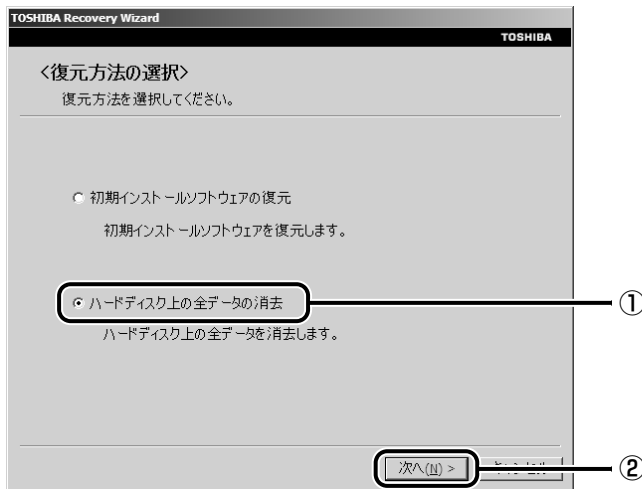 TOSHIBA Recovery Wizard
TOSHIBA
<復元方法の選択>
復元方法を選択してください。
初期インストールソフトウェアの復元
初期インストールソフトウェアを復元します。
ハードディスク上の全データの消去
①
ハードディスク上の全データを消去します。
次へ(N) >
②